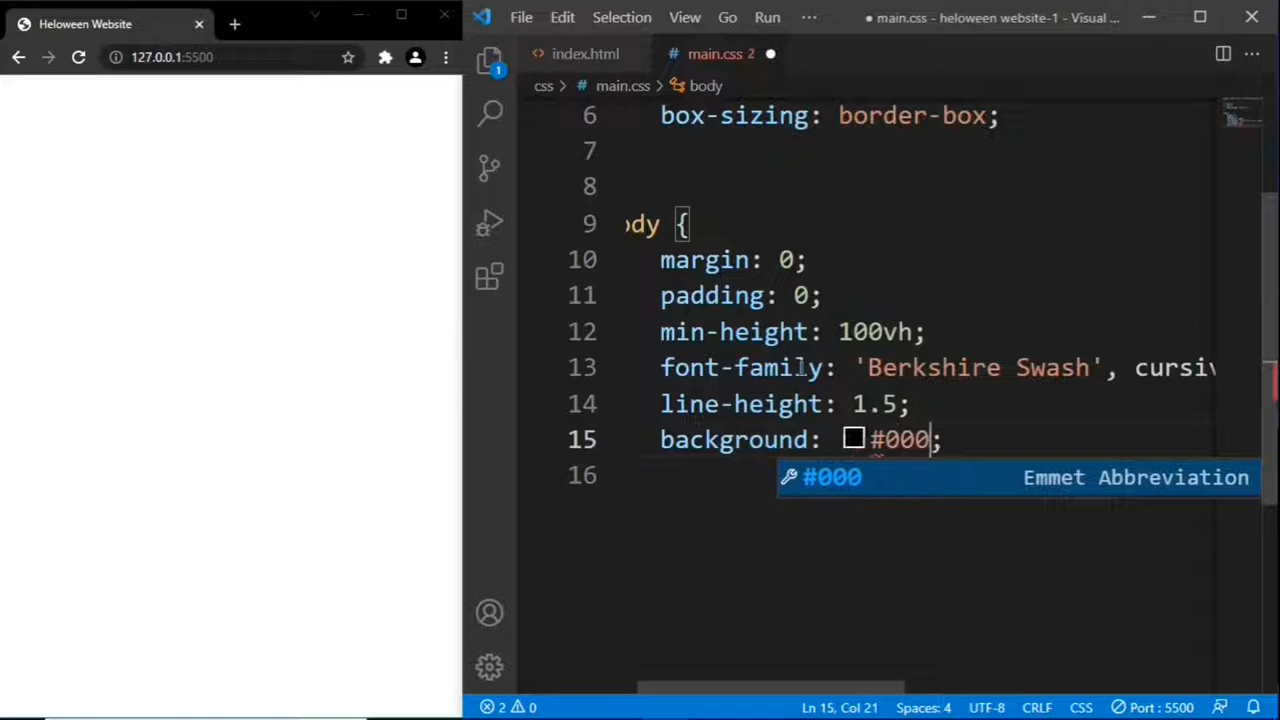 Heloween Website
127.0.0.1:5500
File Edit Selection View Go Run ··· ● main.css - heloween website-1 - Visual ...
index.html # main.css 2 ●
css > # main.css > body
1
6 box-sizing: border-box;
7
8
9 ody {
10 margin: 0;
11 padding: 0;
12 min-height: 100vh;
13 font-family: 'Berkshire Swash', cursiv
14 line-height: 1.5;
15 background: #000;
#000 Emmet Abbreviation
16
2 0 Ln 15, Col 21 Spaces: 4 UTF-8 CRLF CSS Port : 5500